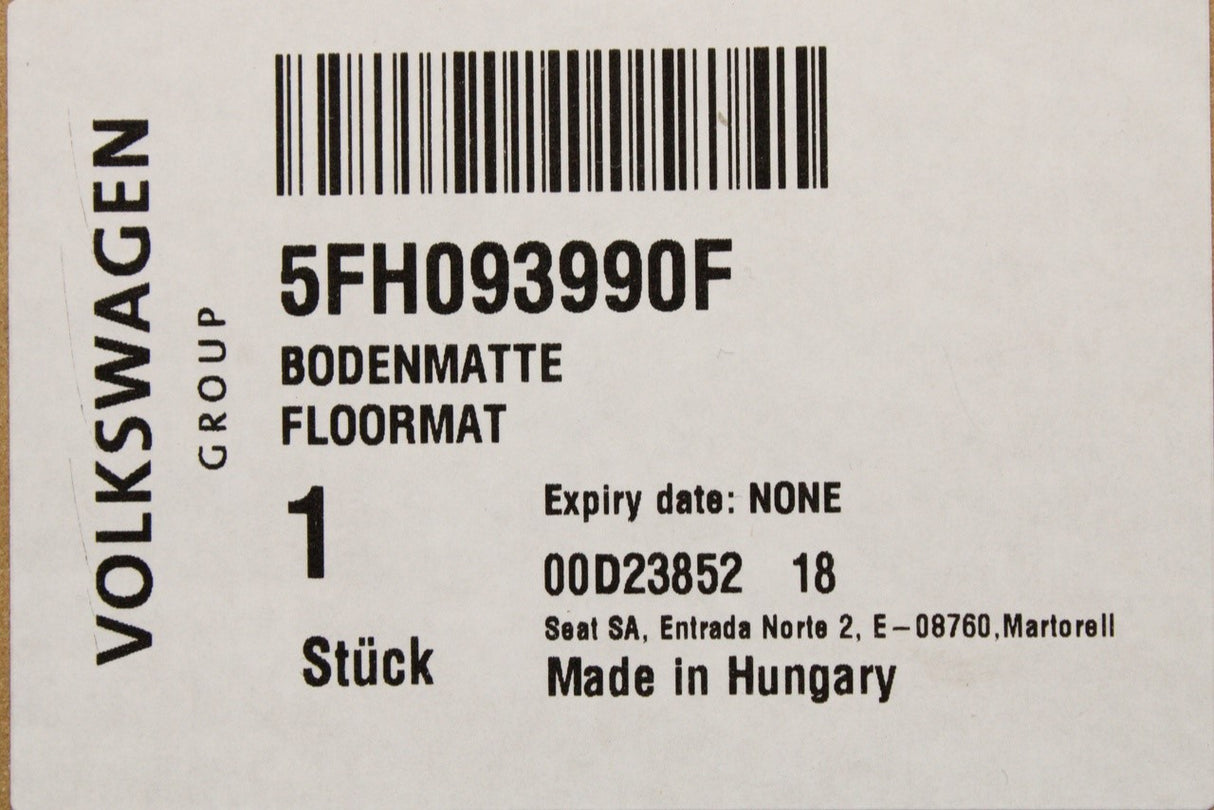 VOLKSWAGEN
GROUP
5FH093990F
BODENMATTE
FLOORMAT
1
Stück
Expiry date: NONE
00D23852 18
Seat SA, Entrada Norte 2, E-08760,Martorell
Made in Hungary